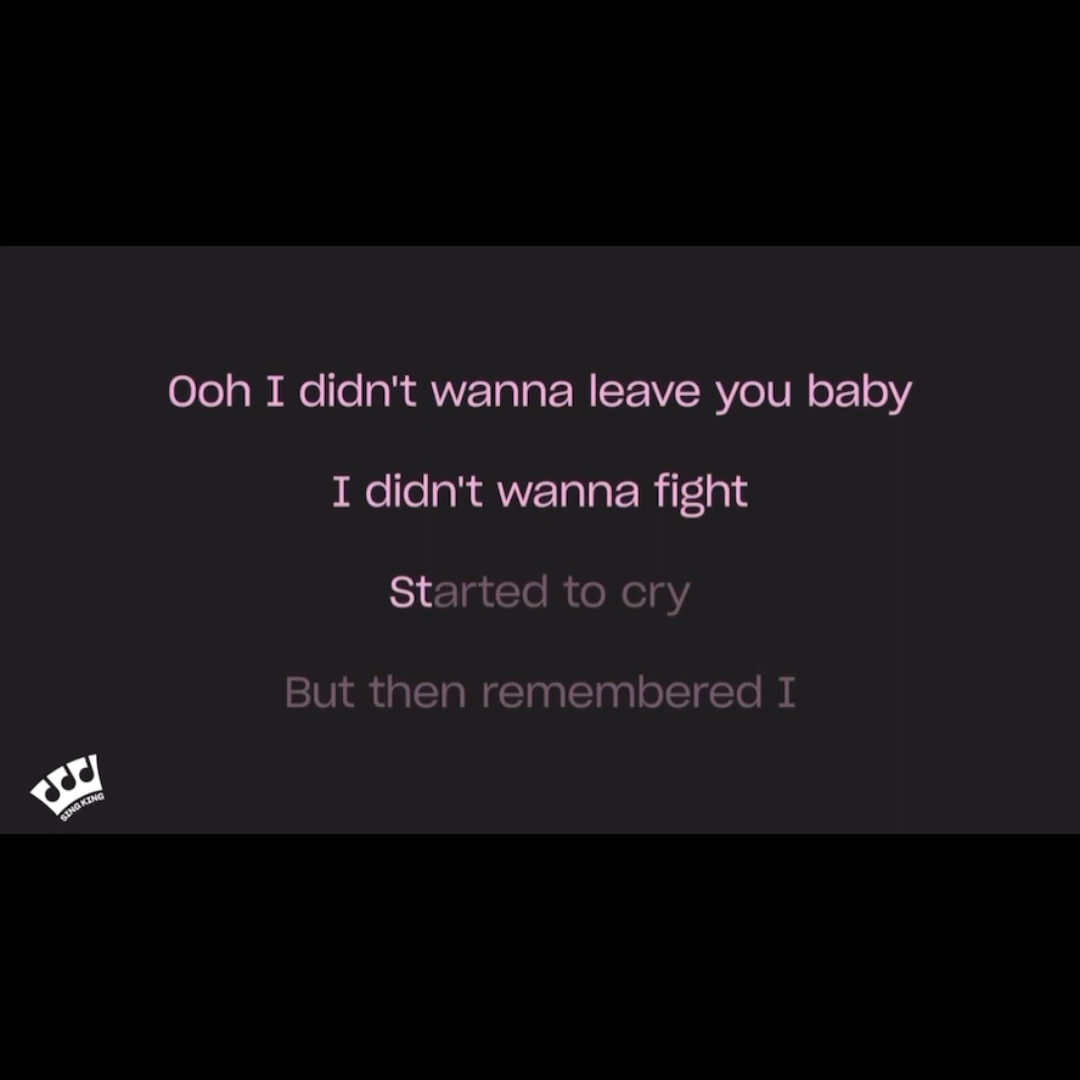 Ooh I didn't wanna leave you baby
I didn't wanna fight
Started to cry
But then remembered I
SING KING